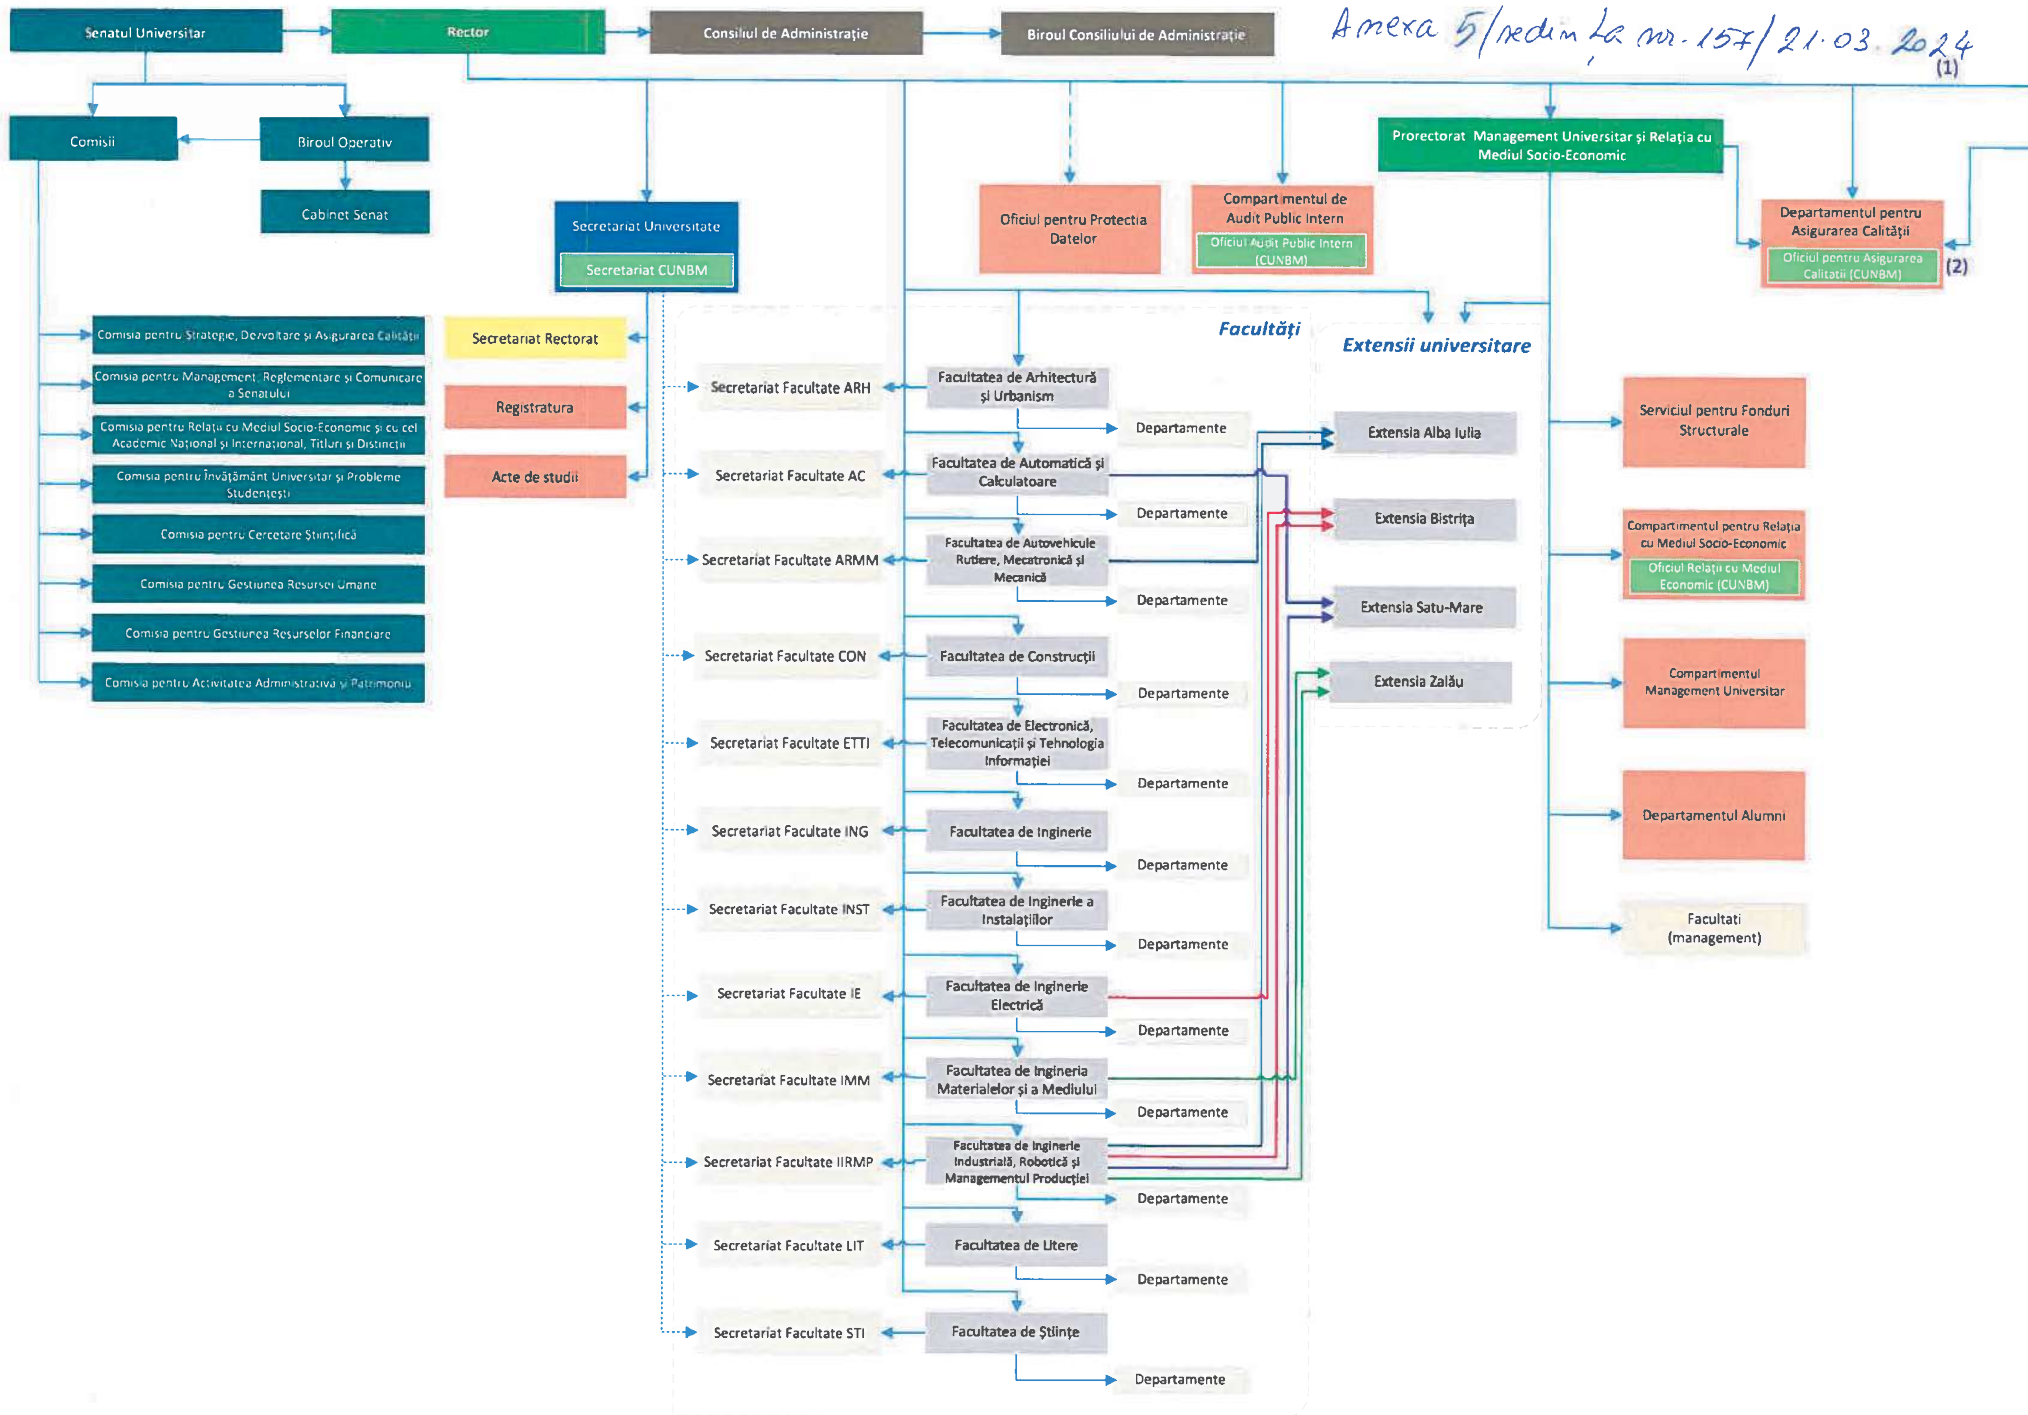 Senatul Universitar
Rector
Consiliul de Administrație
Biroul Consiliului de Administrație
Anexa 5/ședința nr. 157/21.03.2024
(1)
Comisii
Biroul Operativ
Cabinet Senat
Secretariat Universitate
Secretariat CUNBM
Oficiul pentru Protectia
Datelor
Compartimentul de
Audit Public Intern
Oficiul Audit Public Intern
(CUNBM)
Prorectorat Management Universitar și Relația cu
Mediul Socio-Economic
Departamentul pentru
Asigurarea Calității
Oficiul pentru Asigurarea
Calitatii (CUNBM)
(2)
Comisia pentru Strategie, Dezvoltare și Asigurarea Calității
Comisia pentru Management, Reglementare și Comunicare
a Senatului
Comisia pentru Relații cu Mediul Socio-Economic și cu cel
Academic Național și Internațional, Titluri și Distincții
Comisia pentru Învățământ Universitar și Probleme
Studențești
Comisia pentru Cercetare Științifică
Comisia pentru Gestiunea Resursei Umane
Comisia pentru Gestiunea Resurselor Financiare
Comisia pentru Activitatea Administrativă și Patrimoniu
Secretariat Rectorat
Registratura
Acte de studii
Facultăți
Secretariat Facultate ARH
Facultatea de Arhitectură
și Urbanism
Departamente
Secretariat Facultate AC
Facultatea de Automatică și
Calculatoare
Departamente
Secretariat Facultate ARMM
Facultatea de Autovehicule
Rutiere, Mecatronică și
Mecanică
Departamente
Secretariat Facultate CON
Facultatea de Construcții
Departamente
Secretariat Facultate ETTI
Facultatea de Electronică,
Telecomunicații și Tehnologia
Informației
Departamente
Secretariat Facultate ING
Facultatea de Inginerie
Departamente
Secretariat Facultate INST
Facultatea de Inginerie a
Instalațiilor
Departamente
Secretariat Facultate IE
Facultatea de Inginerie
Electrică
Departamente
Secretariat Facultate IMM
Facultatea de Ingineria
Materialelor și a Mediului
Departamente
Secretariat Facultate IIRMP
Facultatea de Inginerie
Industrială, Robotică și
Managementul Producției
Departamente
Secretariat Facultate LIT
Facultatea de Litere
Departamente
Secretariat Facultate STI
Facultatea de Științe
Departamente
Extensii universitare
Extensia Alba Iulia
Extensia Bistrița
Extensia Satu-Mare
Extensia Zalău
Serviciul pentru Fonduri
Structurale
Compartimentul pentru Relația
cu Mediul Socio-Economic
Oficiul Relații cu Mediul
Economic (CUNBM)
Compartimentul
Management Universitar
Departamentul Alumni
Facultati
(management)